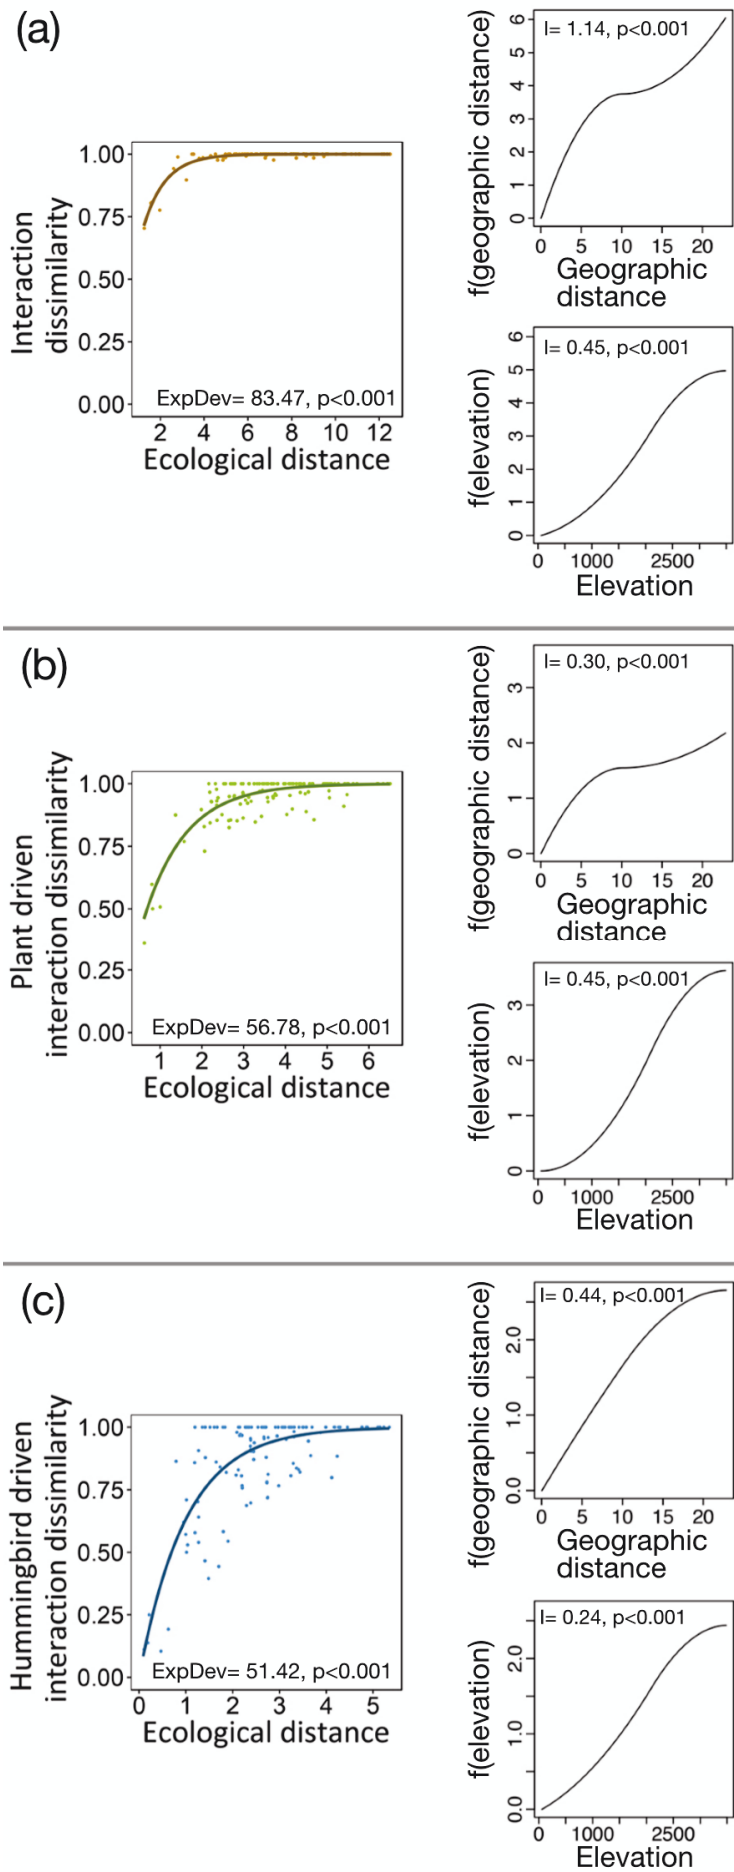 (a)
Interaction
dissimilarity
1.00
0.75
0.50
0.25
0.00
ExpDev= 83.47, p<0.001
2 4 6 8 10 12
Ecological distance
f(geographic distance)
I= 1.14, p<0.001
6
5
4
3
2
1
0
0 5 10 15 20
Geographic
distance
f(elevation)
I= 0.45, p<0.001
6
5
4
3
2
1
0
0 1000 2500
Elevation
(b)
Plant driven
interaction dissimilarity
1.00
0.75
0.50
0.25
0.00
ExpDev= 56.78, p<0.001
1 2 3 4 5 6
Ecological distance
f(geographic distance)
I= 0.30, p<0.001
3
2
1
0
0 5 10 15 20
Geographic
distance
f(elevation)
I= 0.45, p<0.001
3
2
1
0
0 1000 2500
Elevation
(c)
Hummingbird driven
interaction dissimilarity
1.00
0.75
0.50
0.25
0.00
ExpDev= 51.42, p<0.001
0 1 2 3 4 5
Ecological distance
f(geographic distance)
I= 0.44, p<0.001
2.0
1.0
0.0
0 5 10 15 20
Geographic
distance
f(elevation)
I= 0.24, p<0.001
2.0
1.0
0.0
0 1000 2500
Elevation